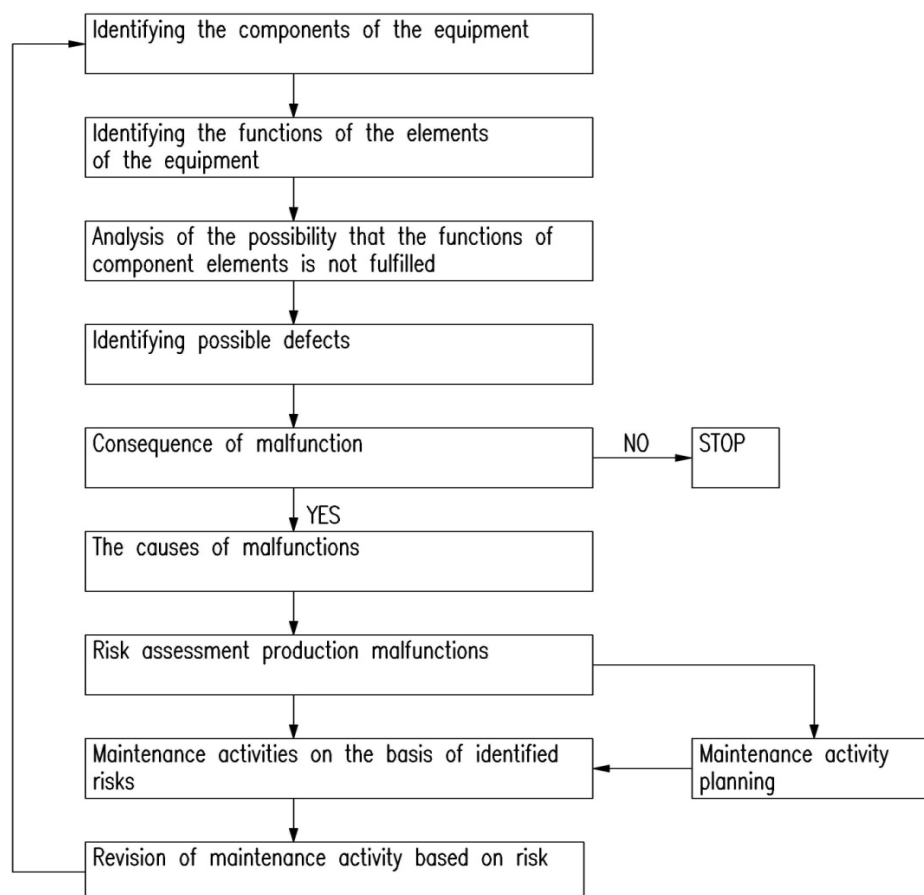 Identifying the components of the equipment
Identifying the functions of the elements
of the equipment
Analysis of the possibility that the functions of
component elements is not fulfilled
Identifying possible defects
Consequence of malfunction
NO
STOP
YES
The causes of malfunctions
Risk assessment production malfunctions
Maintenance activities on the basis of identified
risks
Maintenance activity
planning
Revision of maintenance activity based on risk